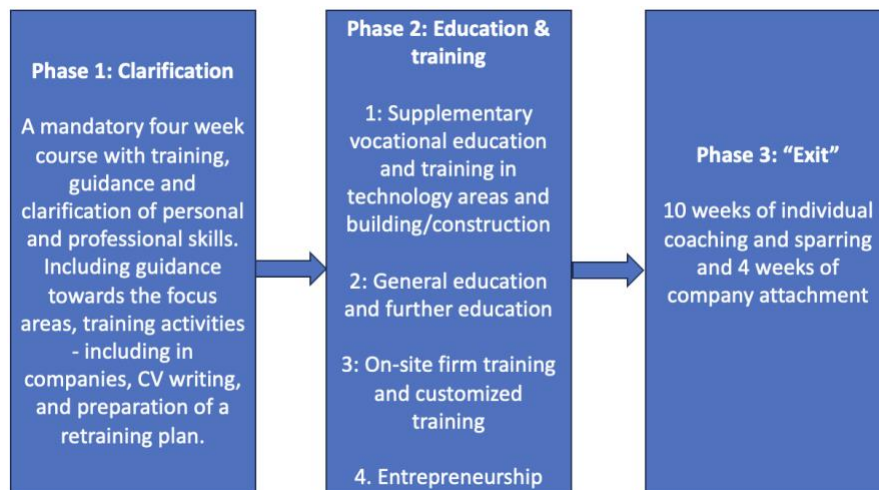 Phase 1: Clarification
A mandatory four week
course with training,
guidance and
clarification of personal
and professional skills.
Including guidance
towards the focus
areas, training activities
- including in
companies, CV writing,
and preparation of a
retraining plan.
Phase 2: Education &
training
1: Supplementary
vocational education
and training in
technology areas and
building/construction
2: General education
and further education
3: On-site firm training
and customized
training
4. Entrepreneurship
Phase 3: “Exit”
10 weeks of individual
coaching and sparring
and 4 weeks of
company attachment